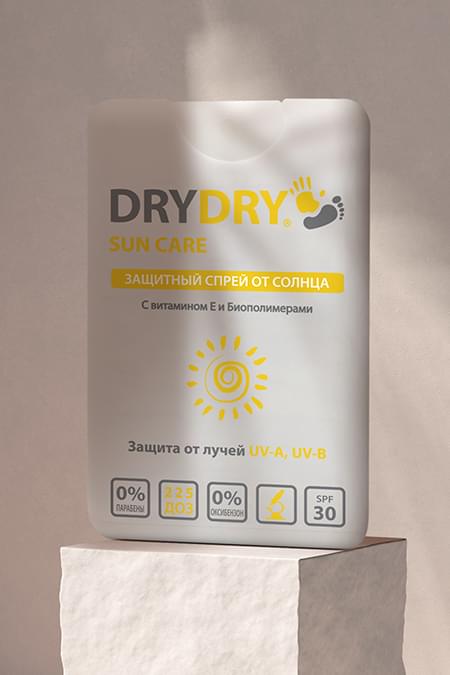 DRYDRY®
SUN CARE
ЗАЩИТНЫЙ СПРЕЙ ОТ СОЛНЦА
С витамином Е и Биополимерами
Защита от лучей UV-A, UV-B
0% ПАРАБЕНЫ
225 ДОЗ
0% ОКСИБЕНЗОН
SPF 30